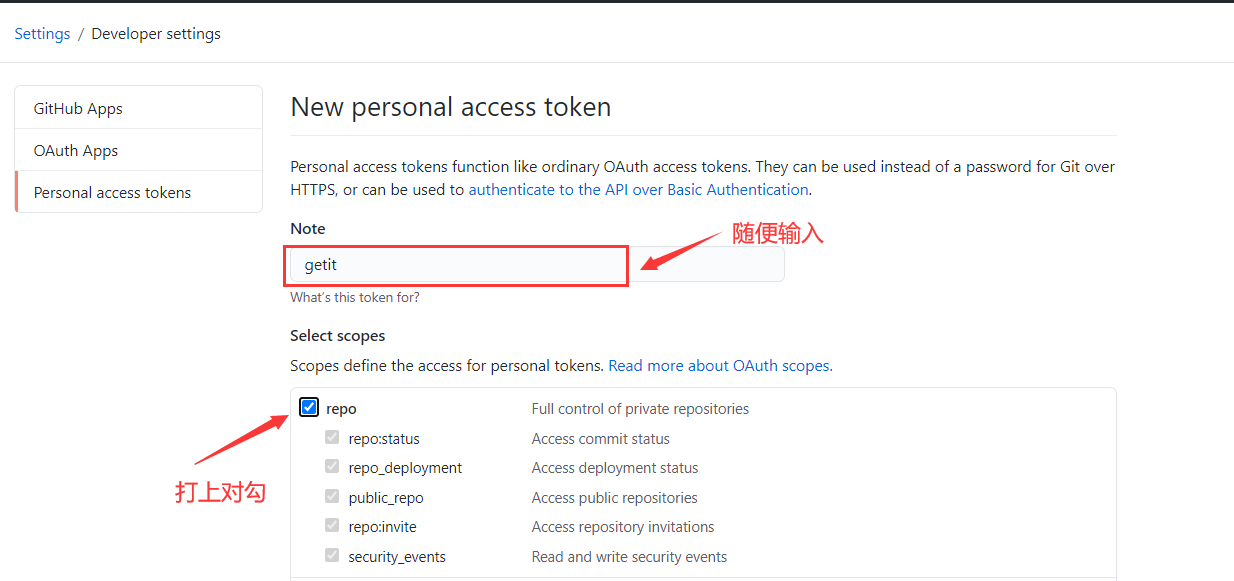 Settings / Developer settings
GitHub Apps
OAuth Apps
Personal access tokens
New personal access token
Personal access tokens function like ordinary OAuth access tokens. They can be used instead of a password for Git over
HTTPS, or can be used to authenticate to the API over Basic Authentication.
Note
随便输入
getit
What's this token for?
Select scopes
Scopes define the access for personal tokens. Read more about OAuth scopes.
repo Full control of private repositories
repo:status Access commit status
repo_deployment Access deployment status
打上对勾
public_repo Access public repositories
repo:invite Access repository invitations
security_events Read and write security events